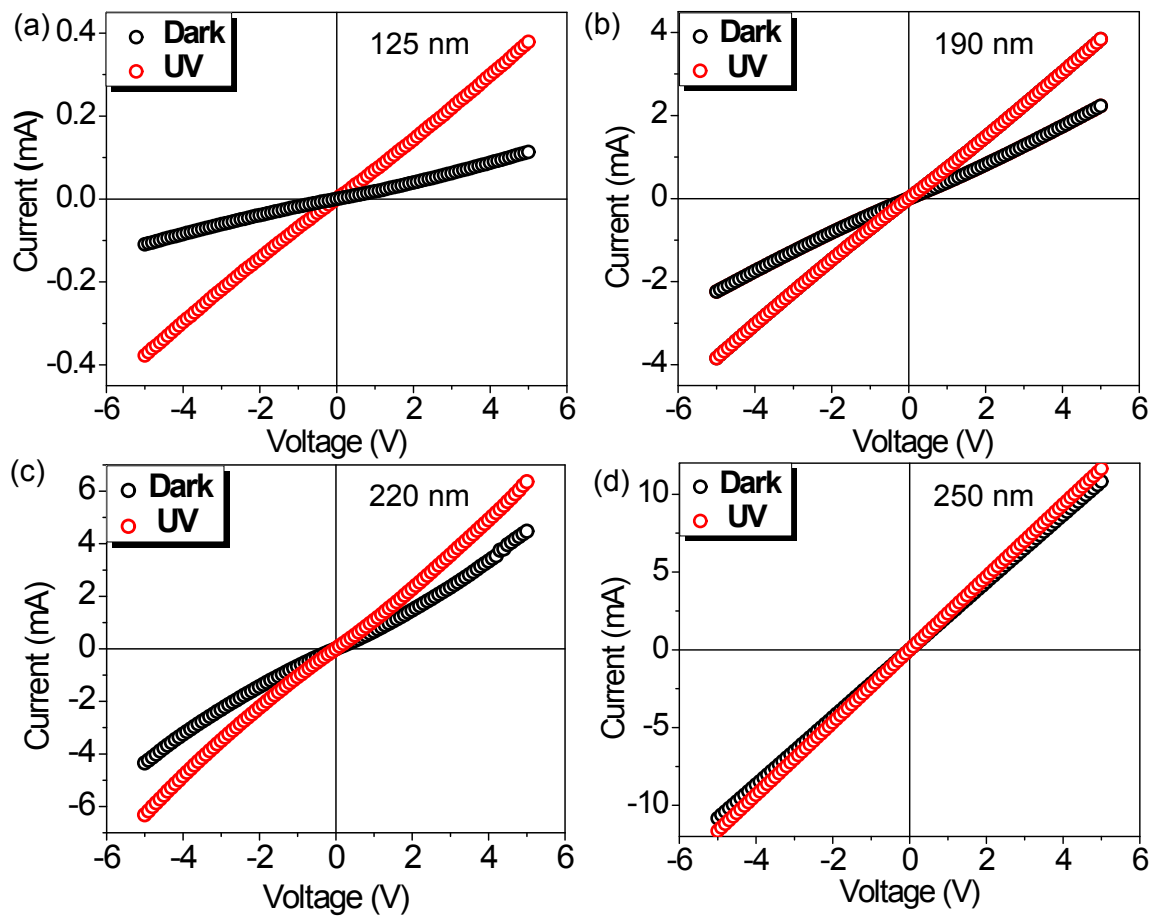 (a)
Dark
UV
125 nm
0.4
0.2
0.0
-0.2
-0.4
Current (mA)
-6 -4 -2 0 2 4 6
Voltage (V)
(b)
Dark
UV
190 nm
4
2
0
-2
-4
Current (mA)
-6 -4 -2 0 2 4 6
Voltage (V)
(c)
Dark
UV
220 nm
6
4
2
0
-2
-4
-6
Current (mA)
-6 -4 -2 0 2 4 6
Voltage (V)
(d)
Dark
UV
250 nm
10
5
0
-5
-10
Current (mA)
-6 -4 -2 0 2 4 6
Voltage (V)